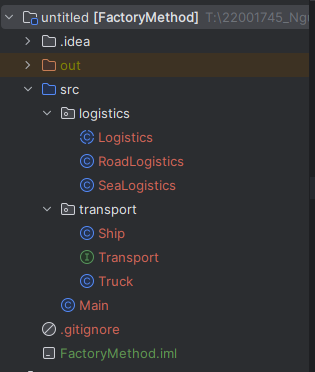 untitled [FactoryMethod] T:\22001745_Ng
.idea
out
src
logistics
Logistics
RoadLogistics
SeaLogistics
transport
Ship
Transport
Truck
Main
.gitignore
FactoryMethod.iml